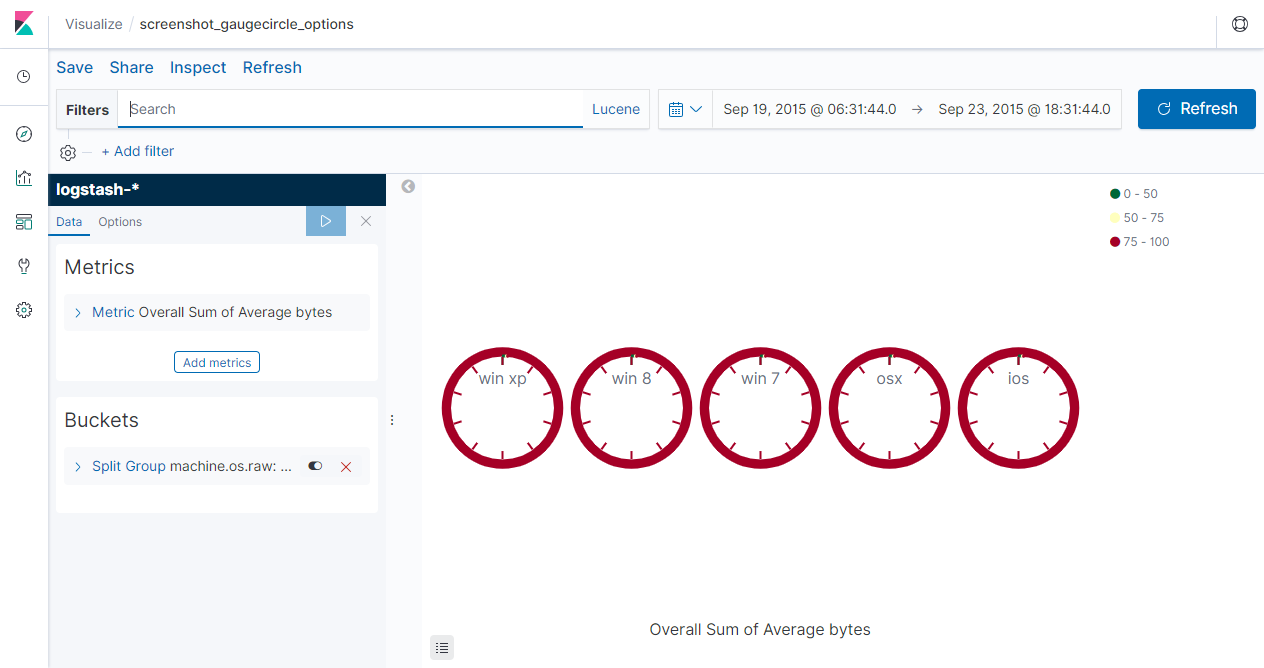 Visualize / screenshot_gaugecircle_options
Save Share Inspect Refresh
Filters Search Lucene Sep 19, 2015 @ 06:31:44.0 → Sep 23, 2015 @ 18:31:44.0 Refresh
+ Add filter
logstash-*
Data Options
Metrics
Metric Overall Sum of Average bytes
Add metrics
Buckets
Split Group machine.os.raw: ...
0 - 50
50 - 75
75 - 100
win xp win 8 win 7 osx ios
Overall Sum of Average bytes